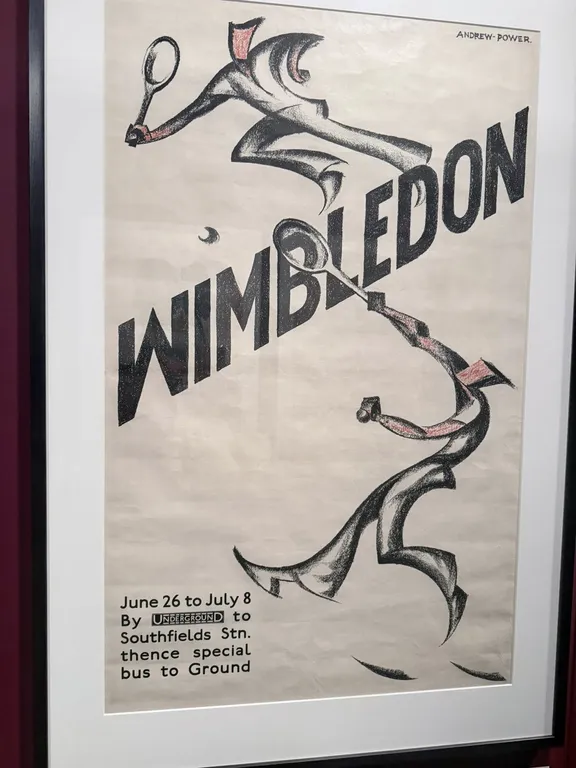 ANDREW-POWER.
WIMBLEDON
June 26 to July 8
By UNDERGROUND to
Southfields Stn.
thence special
bus to Ground